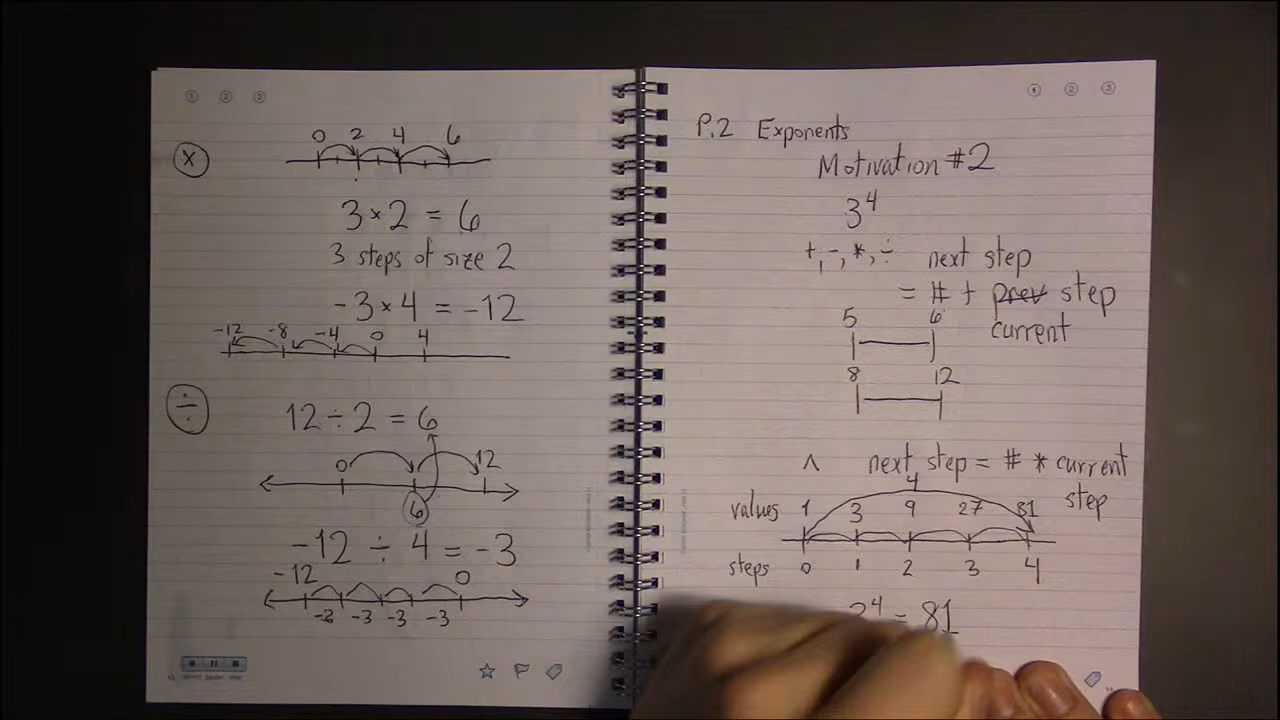 0 2 4 6
×
3 × 2 = 6
3 steps of size 2
-3 × 4 = -12
-12 -8 -4 0 4
÷
12 ÷ 2 = 6
0 12
6
-12 ÷ 4 = -3
-12 0
-3 -3 -3 -3
P.2 Exponents
Motivation #2
3⁴
+, -, *, ÷ next step
= # + prev step
current
5 6
8 12
^ next step = # * current
step
4
values 1 3 9 27 81
steps 0 1 2 3 4
3⁴ = 81